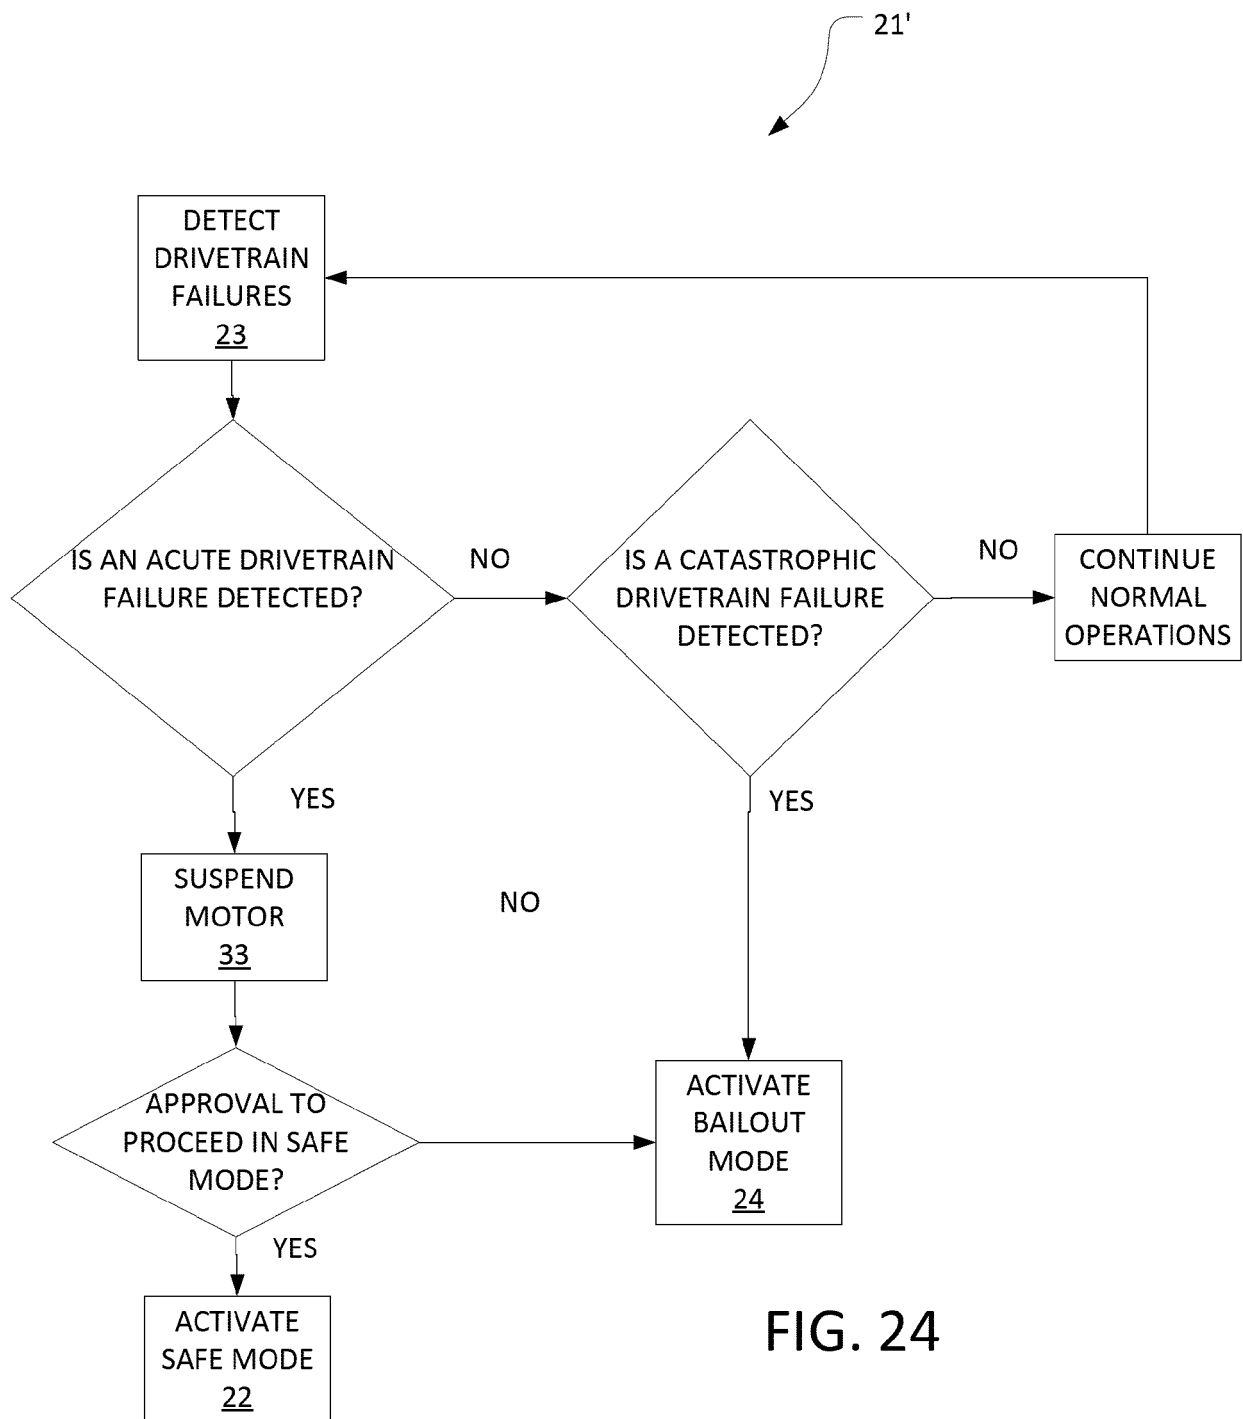 21'
DETECT
DRIVETRAIN
FAILURES
23
IS AN ACUTE DRIVETRAIN
FAILURE DETECTED?
NO
IS A CATASTROPHIC
DRIVETRAIN FAILURE
DETECTED?
NO
CONTINUE
NORMAL
OPERATIONS
YES
YES
SUSPEND
MOTOR
33
NO
APPROVAL TO
PROCEED IN SAFE
MODE?
ACTIVATE
BAILOUT
MODE
24
YES
ACTIVATE
SAFE MODE
22
FIG. 24